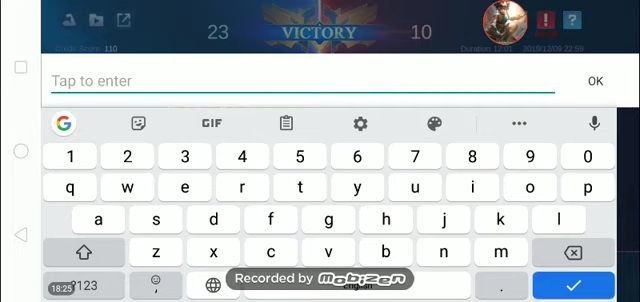 23 VICTORY 10
Credit Score: 110 Duration 12:01 2018/12/09 22:59
Tap to enter OK
G GIF
1 2 3 4 5 6 7 8 9 0
q w e r t y u i o p
a s d f g h j k l
z x c v b n m
18:25 ?123 , English .
Recorded by MOBIZEN